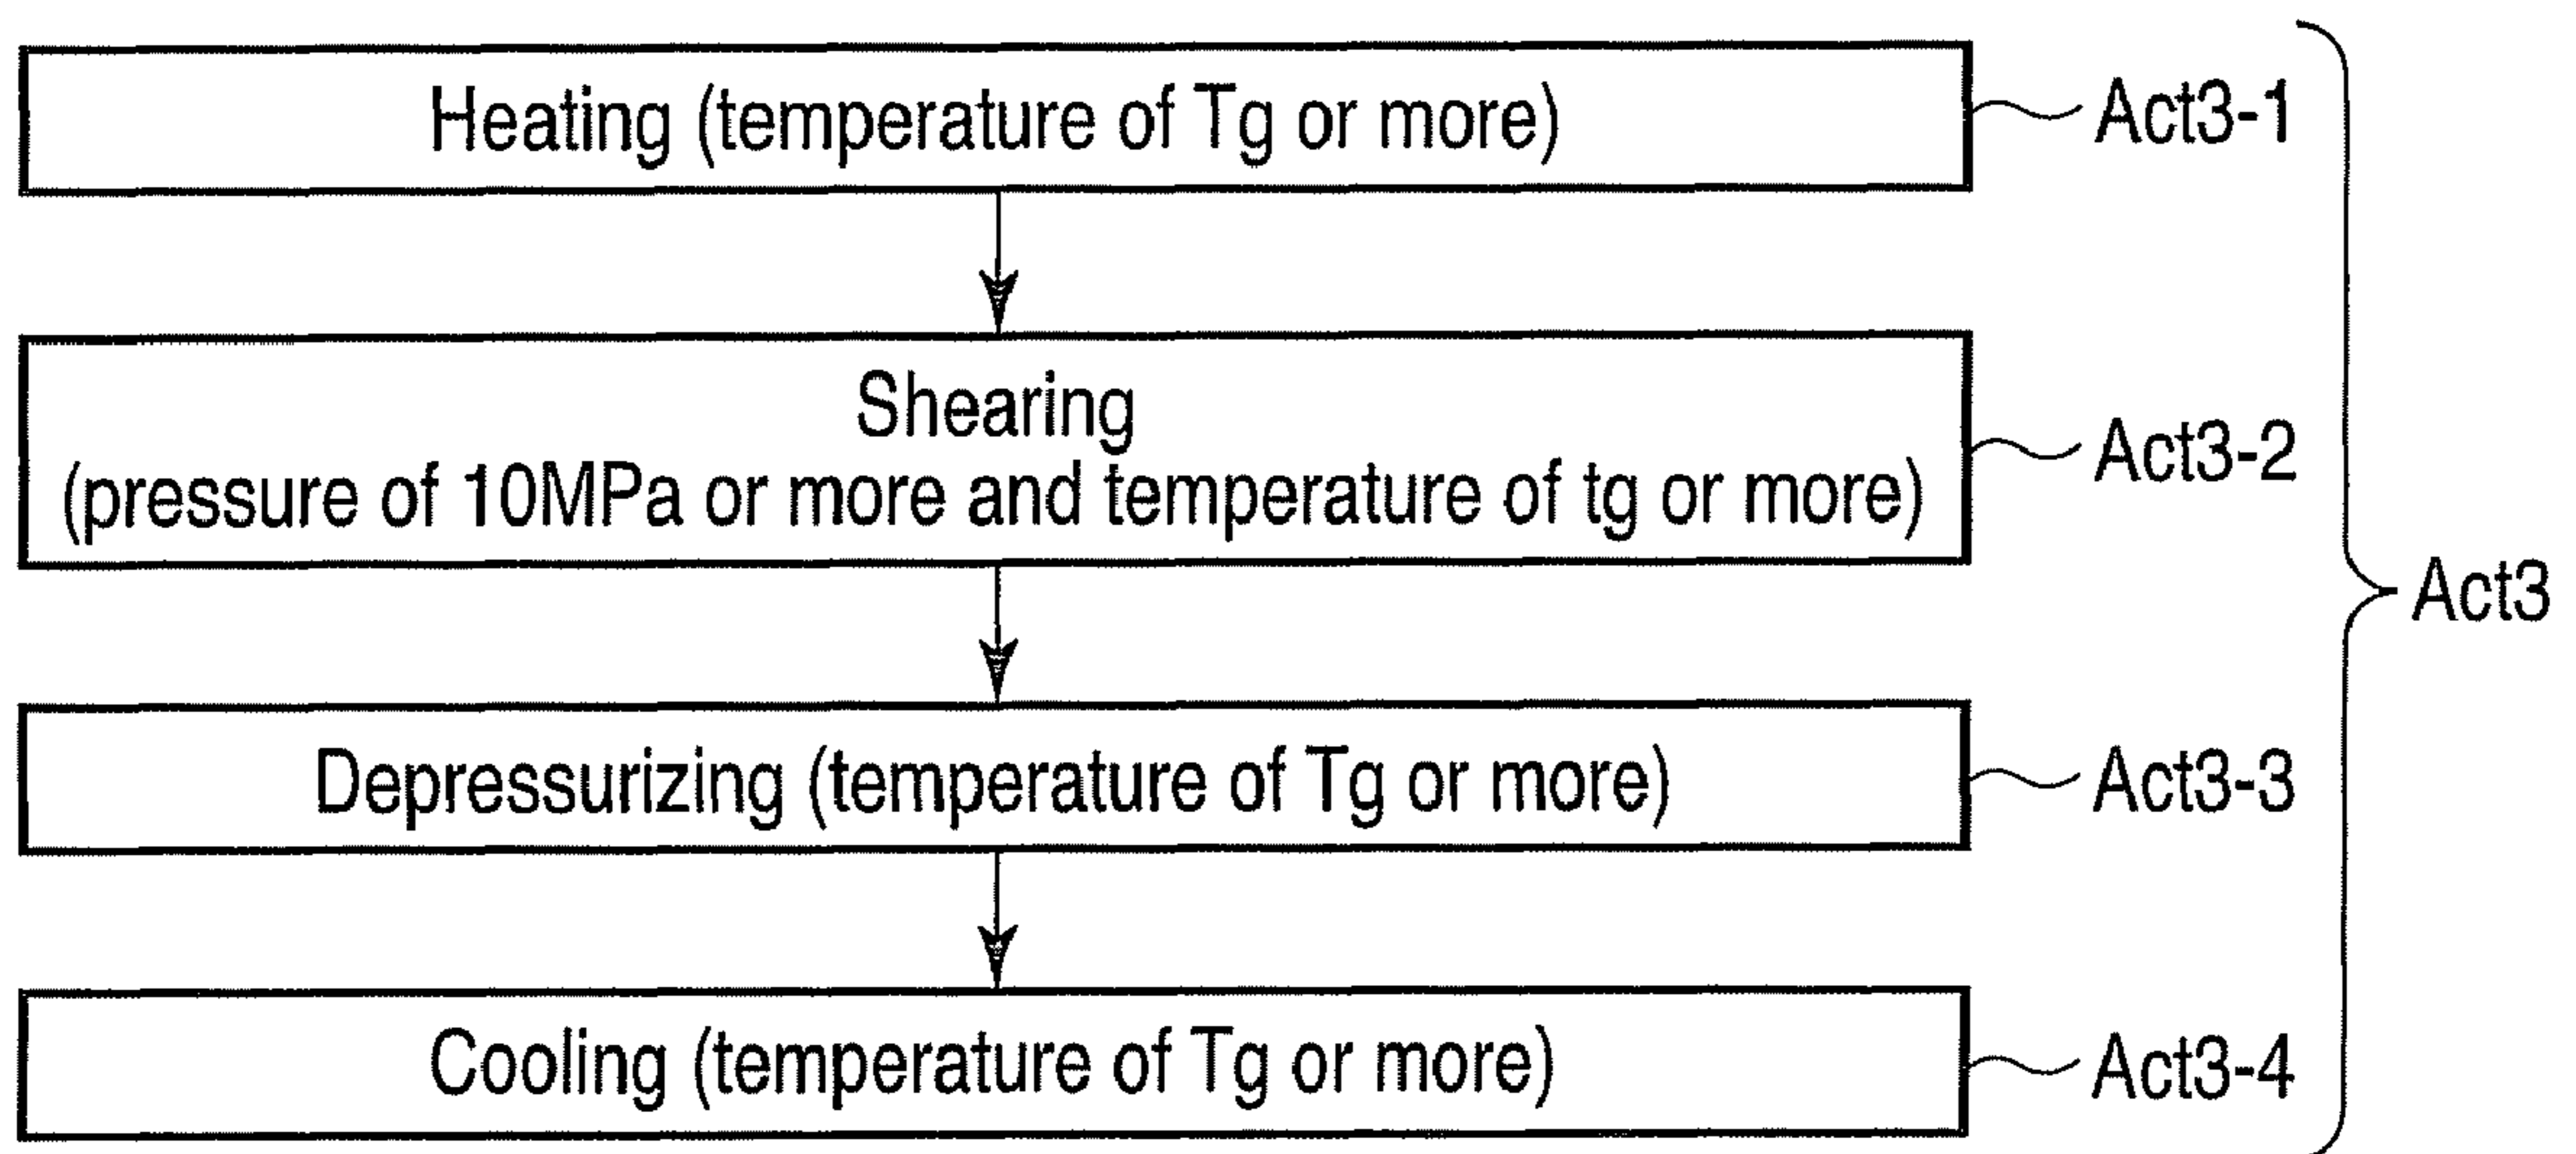 Heating (temperature of Tg or more)
Act3-1
Shearing
(pressure of 10MPa or more and temperature of tg or more)
Act3-2
Act3
Depressurizing (temperature of Tg or more)
Act3-3
Cooling (temperature of Tg or more)
Act3-4